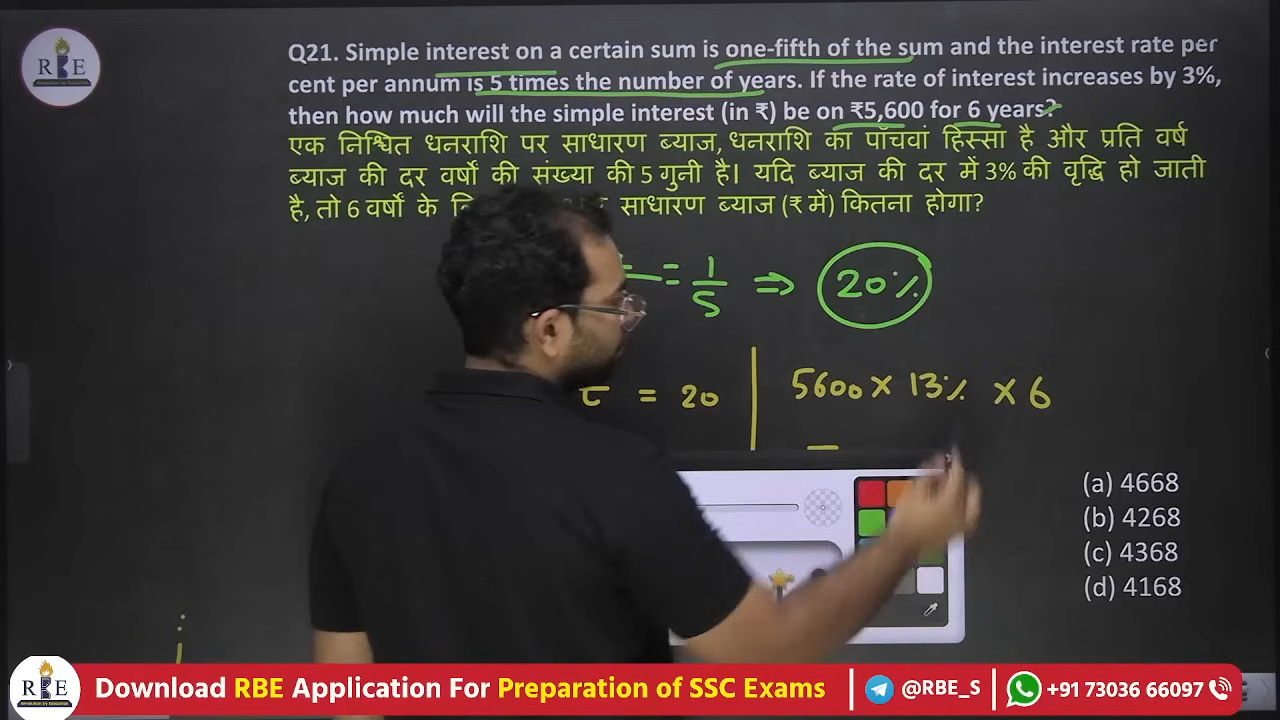 RBE
Q21. Simple interest on a certain sum is one-fifth of the sum and the interest rate per
cent per annum is 5 times the number of years. If the rate of interest increases by 3%,
then how much will the simple interest (in ₹) be on ₹5,600 for 6 years?
एक निश्चित धनराशि पर साधारण ब्याज, धनराशि का पाँचवां हिस्सा है और प्रति वर्ष
ब्याज की दर वर्षों की संख्या की 5 गुनी है। यदि ब्याज की दर में 3% की वृद्धि हो जाती
है, तो 6 वर्षों के साधारण ब्याज (₹ में) कितना होगा?
= 1/5 ⇒ 20%
= 20 | 5600 × 13% × 6
(a) 4668
(b) 4268
(c) 4368
(d) 4168
RBE
Download RBE Application For Preparation of SSC Exams
@RBE_S
+91 73036 66097